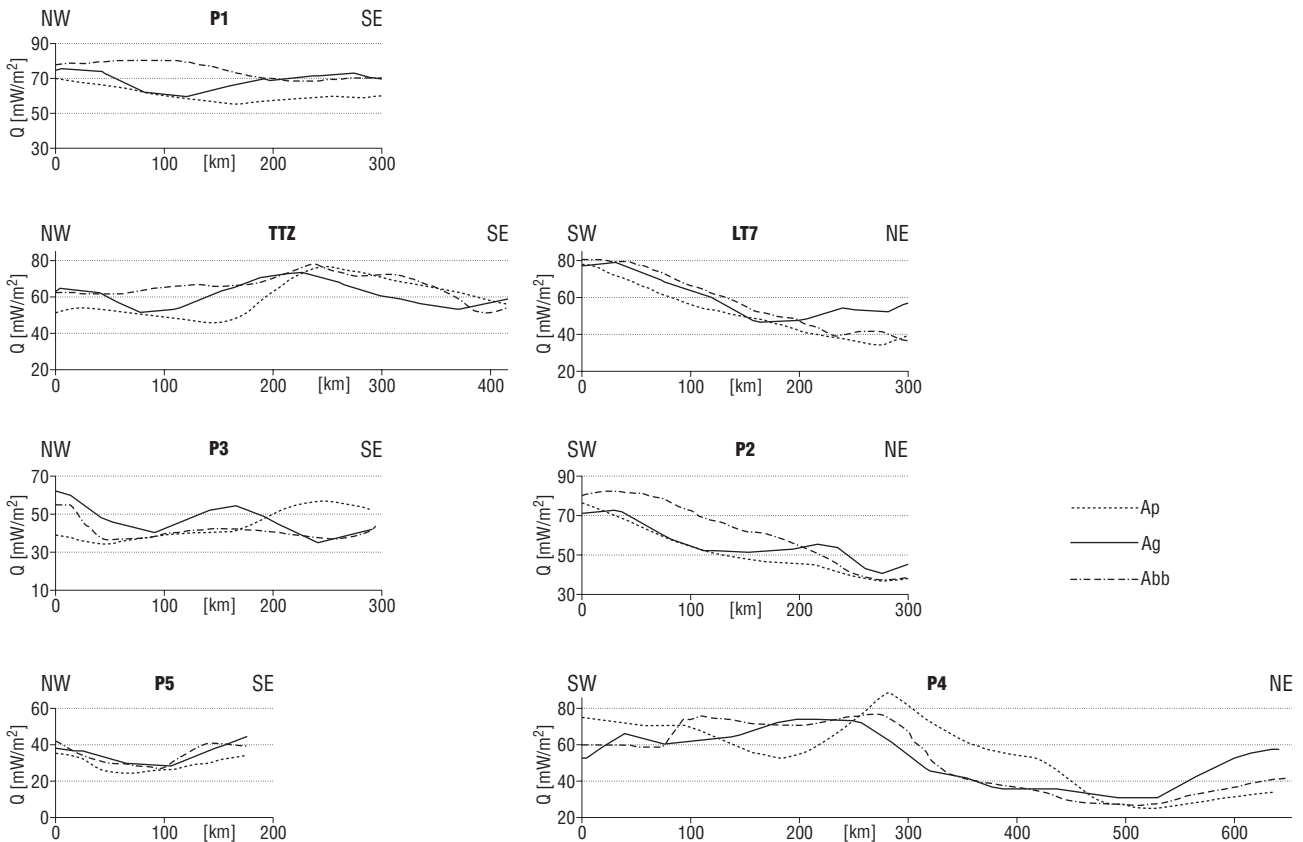 NW P1 SE
Q [mW/m²]
90
70
50
30
0 100 [km] 200 300
NW TTZ SE
Q [mW/m²]
80
60
40
20
0 100 200 [km] 300 400
SW LT7 NE
Q [mW/m²]
80
60
40
20
0 100 [km] 200 300
NW P3 SE
Q [mW/m²]
70
50
30
10
0 100 [km] 200 300
SW P2 NE
Q [mW/m²]
90
70
50
30
0 100 [km] 200 300
Ap
Ag
Abb
NW P5 SE
Q [mW/m²]
60
40
20
0
0 100 [km] 200
SW P4 NE
Q [mW/m²]
80
60
40
20
0 100 200 [km] 300 400 500 600